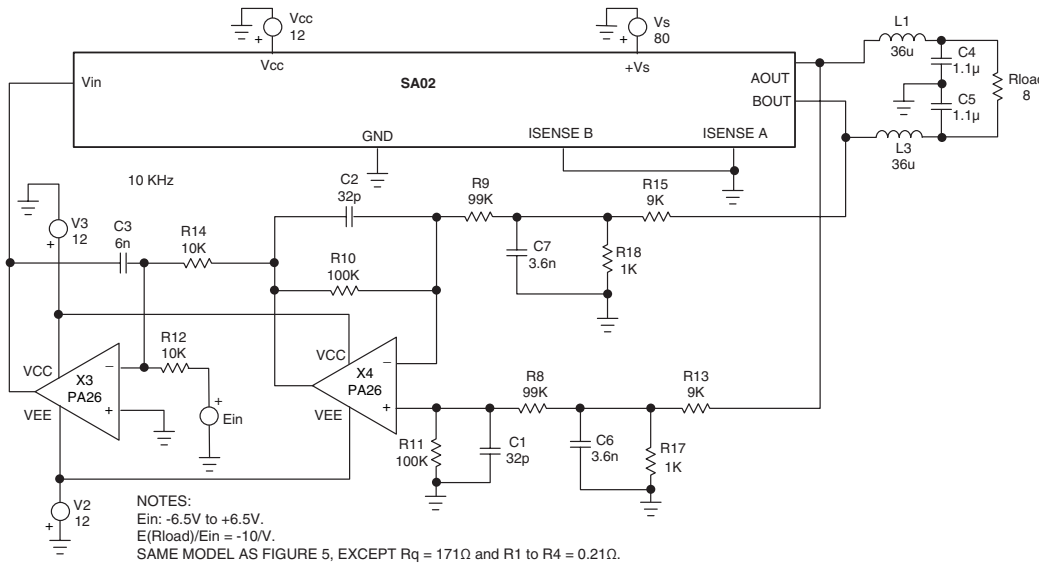 Vcc
12
Vs
80
Vcc
+Vs
Vin
SA02
AOUT
BOUT
GND
ISENSE B
ISENSE A
L1
36u
C4
1.1µ
C5
1.1µ
Rload
8
L3
36u
10 KHz
C2
32p
R9
99K
R15
9K
V3
12
+
C3
6n
R14
10K
R10
100K
C7
3.6n
R18
1K
R12
10K
VCC
X3
PA26
VEE
–
+
+
Ein
VCC
X4
PA26
VEE
–
+
R8
99K
R13
9K
R11
100K
C1
32p
C6
3.6n
R17
1K
V2
12
+
+
+
NOTES:
Ein: -6.5V to +6.5V.
E(Rload)/Ein = -10/V.
SAME MODEL AS FIGURE 5, EXCEPT Rq = 171Ω and R1 to R4 = 0.21Ω.